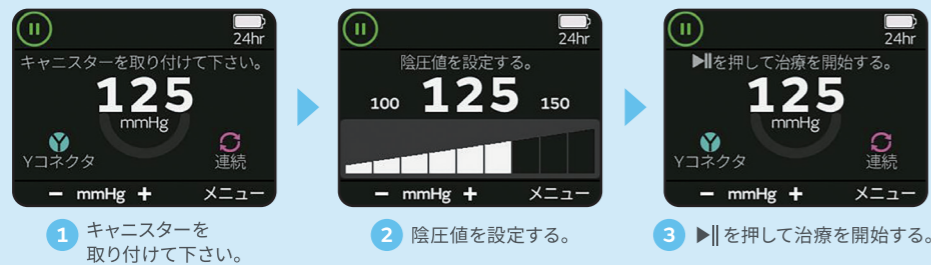 24hr
キャニスターを取り付けて下さい。
125
mmHg
Yコネクタ 連続
− mmHg + メニュー
1 キャニスターを
取り付けて下さい。
24hr
陰圧値を設定する。
100 125 150
− mmHg + メニュー
2 陰圧値を設定する。
24hr
▶||を押して治療を開始する。
125
mmHg
Yコネクタ 連続
− mmHg + メニュー
3 ▶||を押して治療を開始する。